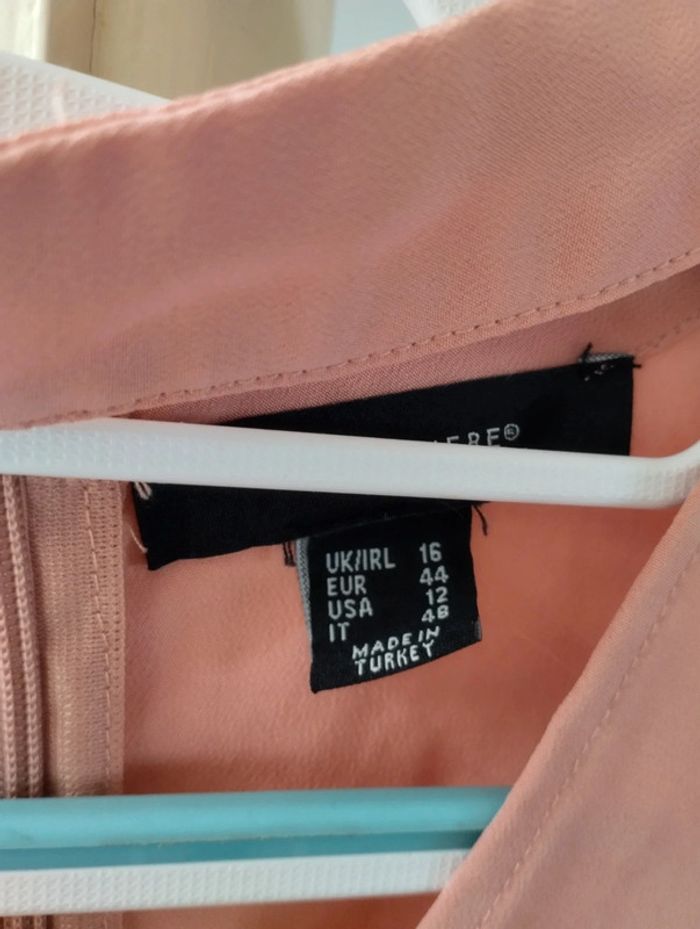 UK/IRL 16
EUR 44
USA 12
IT 48
MADE IN
TURKEY